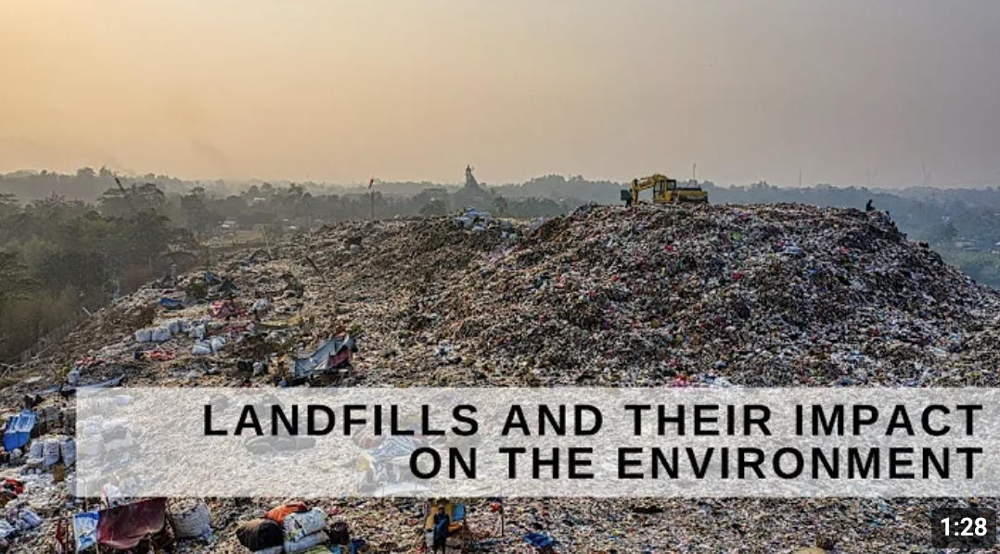 LANDFILLS AND THEIR IMPACT
ON THE ENVIRONMENT
1:28